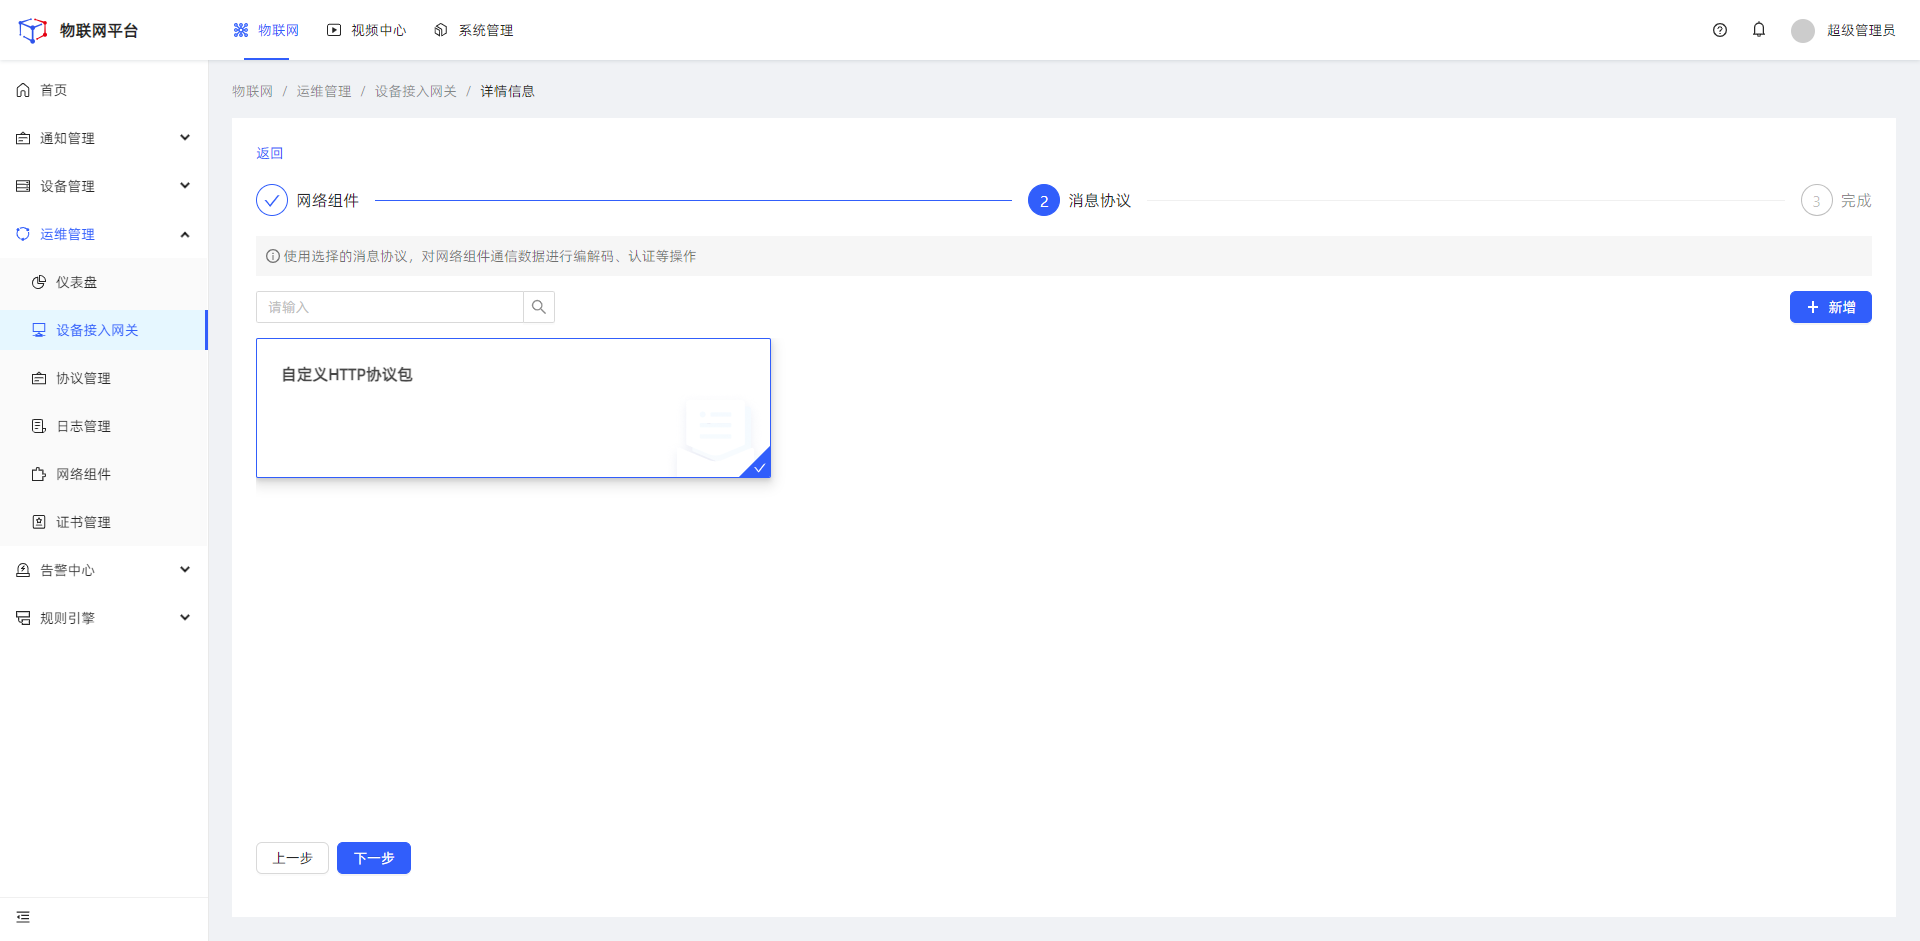 物联网平台
物联网
视频中心
系统管理
超级管理员
首页
通知管理
设备管理
运维管理
仪表盘
设备接入网关
协议管理
日志管理
网络组件
证书管理
告警中心
规则引擎
物联网 / 运维管理 / 设备接入网关 / 详情信息
返回
网络组件
2 消息协议
3 完成
使用选择的消息协议，对网络组件通信数据进行编解码、认证等操作
请输入
新增
自定义HTTP协议包
上一步
下一步